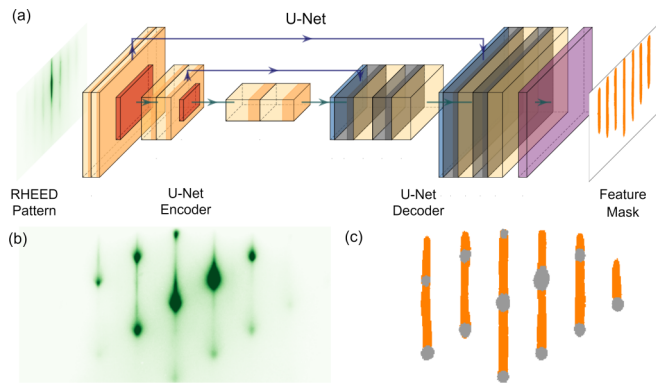 (a)
U-Net
RHEED
Pattern
U-Net
Encoder
U-Net
Decoder
Feature
Mask
(b)
(c)